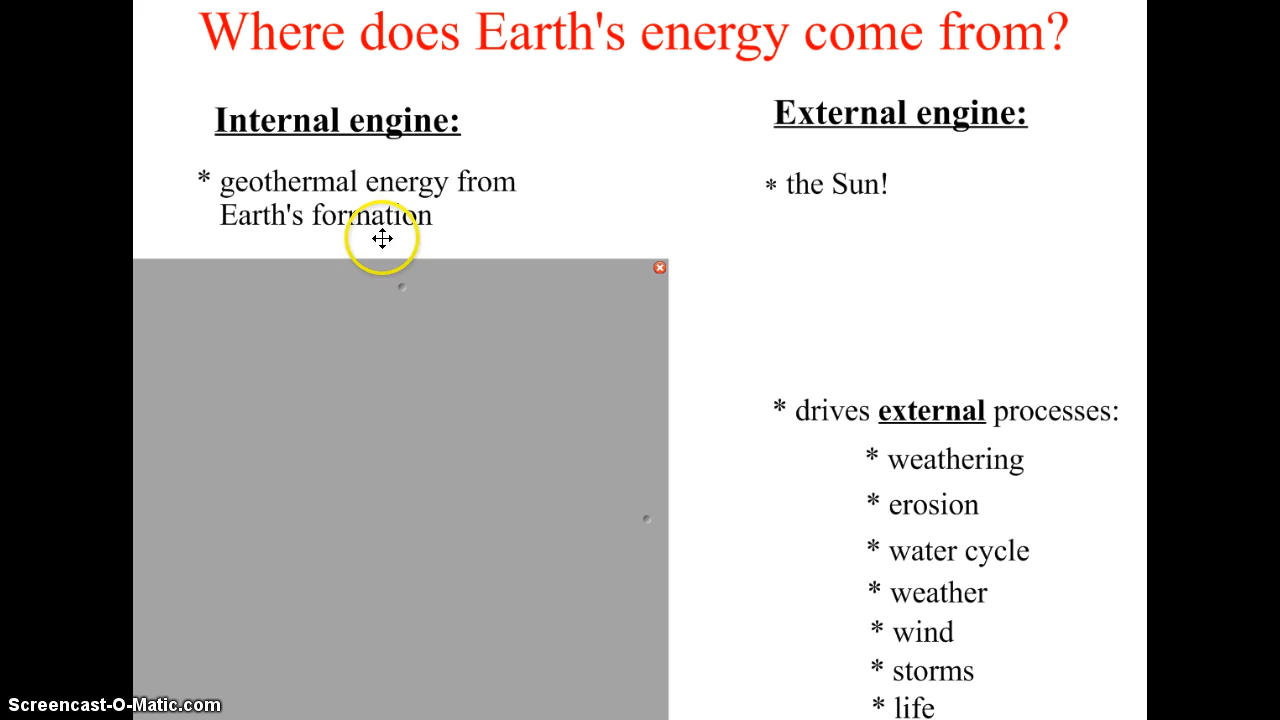 Where does Earth's energy come from?
Internal engine:
* geothermal energy from
Earth's formation
External engine:
* the Sun!
* drives external processes:
* weathering
* erosion
* water cycle
* weather
* wind
* storms
* life
Screencast-O-Matic.com